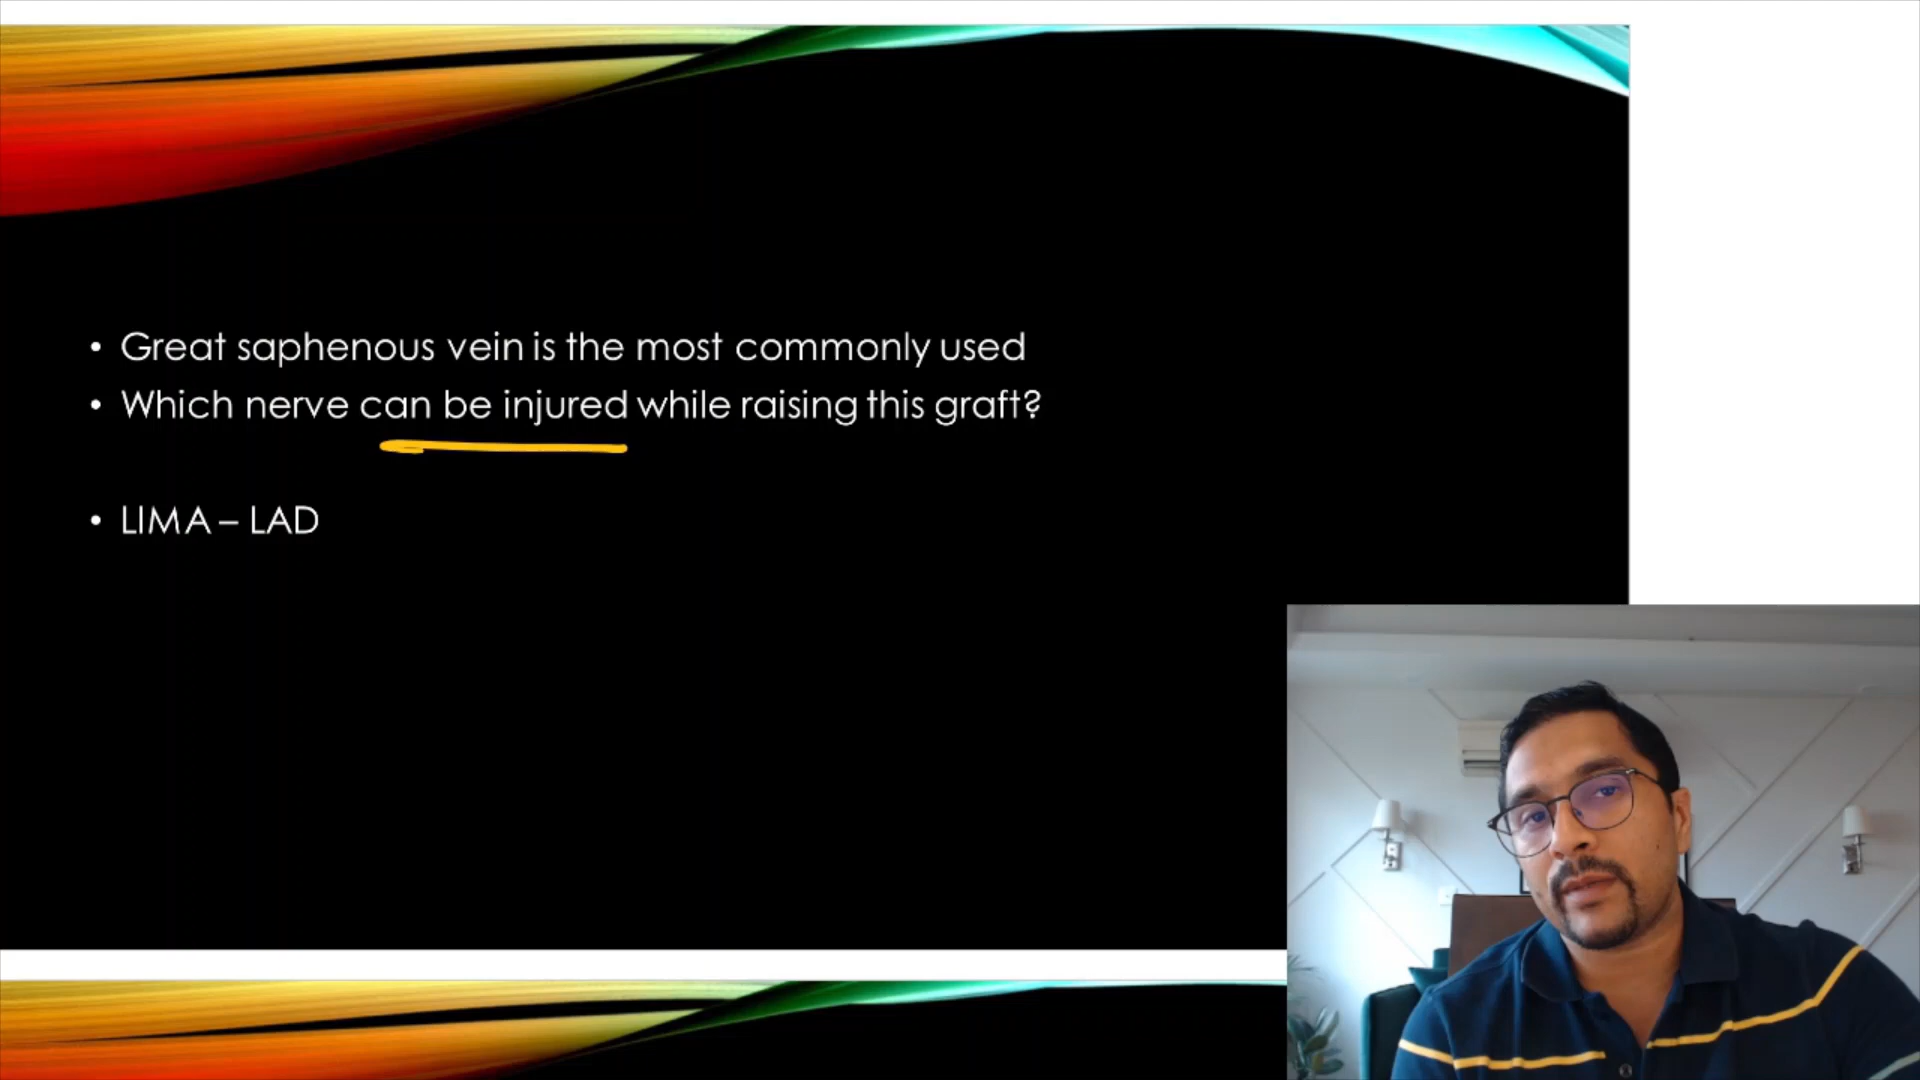 • Great saphenous vein is the most commonly used
• Which nerve can be injured while raising this graft?
• LIMA – LAD